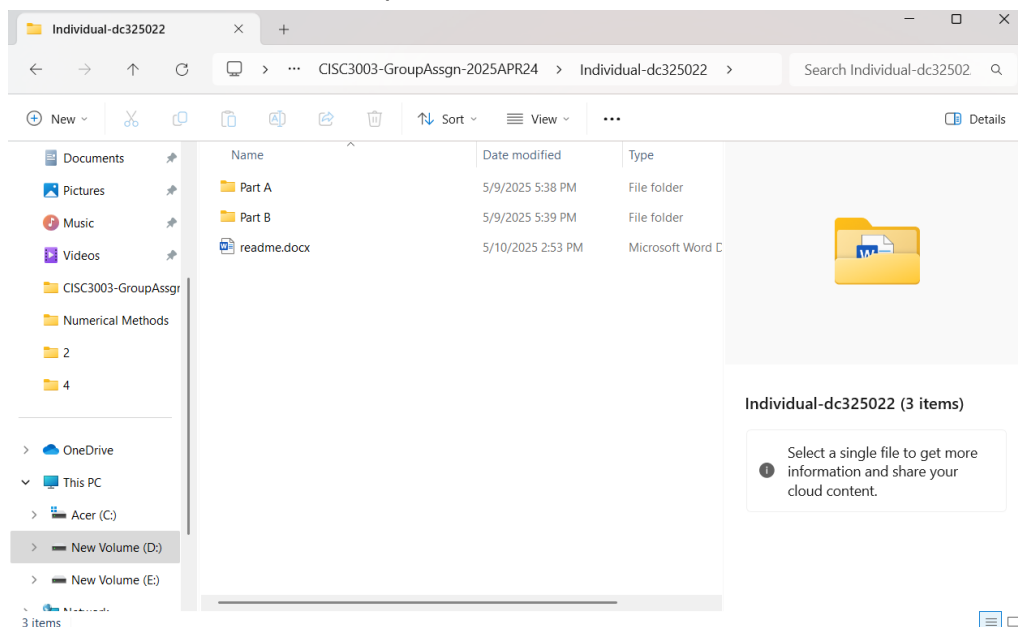 Individual-dc325022
CISC3003-GroupAssgn-2025APR24 > Individual-dc325022 >
Search Individual-dc32502
New
Sort
View
Details
Documents
Pictures
Music
Videos
CISC3003-GroupAssgr
Numerical Methods
2
4
OneDrive
This PC
Acer (C:)
New Volume (D:)
New Volume (E:)
3 items
Name Date modified Type
Part A 5/9/2025 5:38 PM File folder
Part B 5/9/2025 5:39 PM File folder
readme.docx 5/10/2025 2:53 PM Microsoft Word D
Individual-dc325022 (3 items)
Select a single file to get more
information and share your
cloud content.